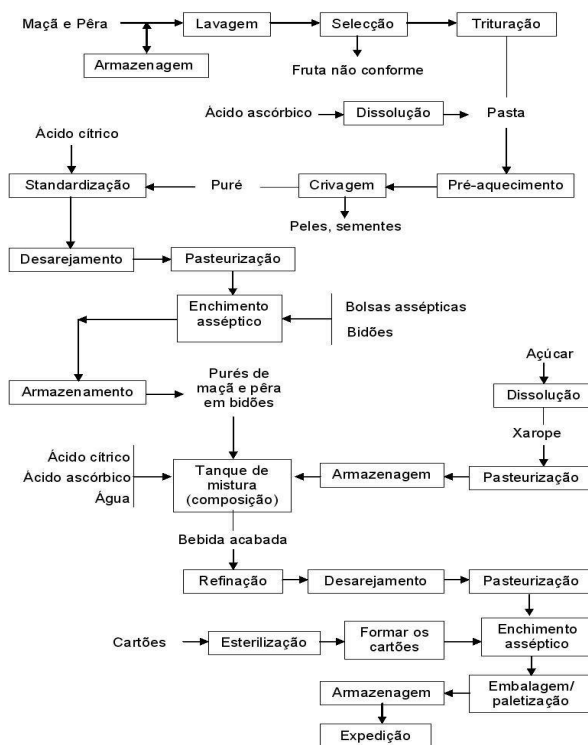 Maçã e Pêra
Lavagem
Selecção
Trituração
Armazenagem
Fruta não conforme
Ácido ascórbico
Dissolução
Pasta
Ácido cítrico
Standardização
Puré
Crivagem
Pré-aquecimento
Peles, sementes
Desarejamento
Pasteurização
Enchimento
asséptico
Bolsas assépticas
Bidões
Açúcar
Armazenamento
Purés de
maçã e pêra
em bidões
Dissolução
Xarope
Ácido cítrico
Ácido ascórbico
Água
Tanque de
mistura
(composição)
Armazenagem
Pasteurização
Bebida acabada
Refinação
Desarejamento
Pasteurização
Cartões
Esterilização
Formar os
cartões
Enchimento
asséptico
Armazenagem
Embalagem/
paletização
Expedição